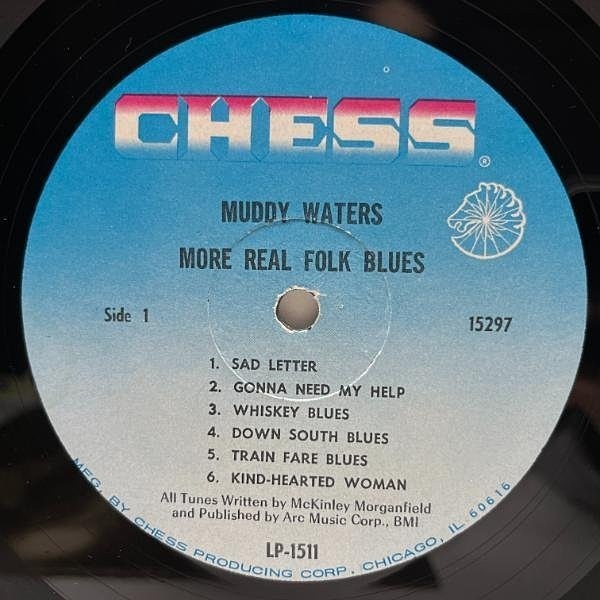 CHESS
®
MUDDY WATERS
MORE REAL FOLK BLUES
Side 1
15297
1. SAD LETTER
2. GONNA NEED MY HELP
3. WHISKEY BLUES
4. DOWN SOUTH BLUES
5. TRAIN FARE BLUES
6. KIND-HEARTED WOMAN
All Tunes Written by McKinley Morganfield
and Published by Arc Music Corp., BMI
LP-1511
MFG. BY CHESS PRODUCING CORP., CHICAGO, IL. 60616